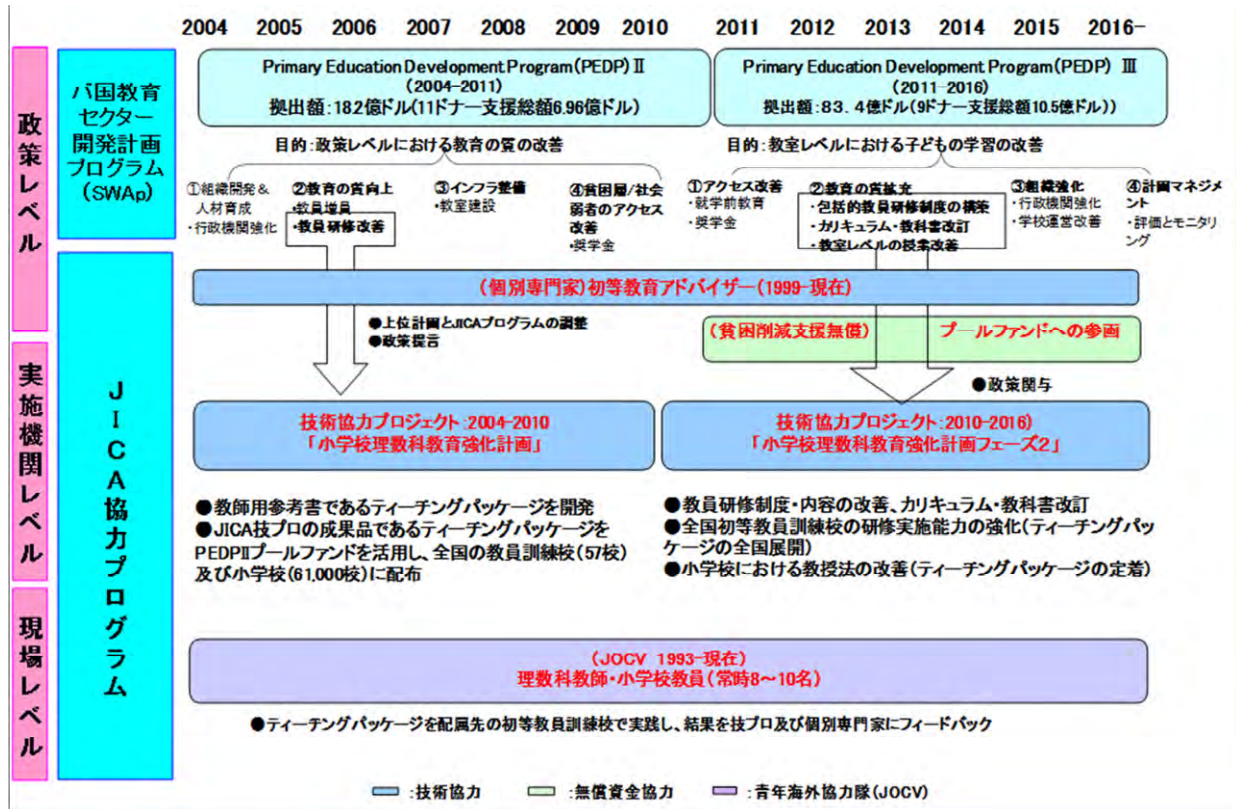 2004 2005 2006 2007 2008 2009 2010 2011 2012 2013 2014 2015 2016-
政策レベル
バ国教育
セクター
開発計画
プログラム
(SWAp)
Primary Education Development Program(PEDP)Ⅱ
(2004-2011)
拠出額:18.2億ドル(11ドナー支援総額6.96億ドル)
Primary Education Development Program(PEDP) Ⅲ
(2011-2016)
拠出額:83.4億ドル(9ドナー支援総額10.5億ドル))
目的:政策レベルにおける教育の質の改善
①組織開発&
人材育成
・行政機関強化
②教育の質向上
・教員増員
・教員研修改善
③インフラ整備
・教室建設
④貧困層/社会
弱者のアクセス
改善
・奨学金
目的:教室レベルにおける子どもの学習の改善
①アクセス改善
・就学前教育
・奨学金
②教育の質拡充
・包括的教員研修制度の構築
・カリキュラム・教科書改訂
・教室レベルの授業改善
③組織強化
・行政機関強化
・学校運営改善
④計画マネジメ
ント
・評価とモニタリ
ング
JICA協力プログラム
(個別専門家)初等教育アドバイザー(1999-現在)
●上位計画とJICAプログラムの調整
●政策提言
(貧困削減支援無償) プールファンドへの参画
●政策関与
実施機関レベル
技術協力プロジェクト:2004-2010
「小学校理数科教育強化計画」
技術協力プロジェクト:2010-2016)
「小学校理数科教育強化計画フェーズ2」
●教師用参考書であるティーチングパッケージを開発
●JICA技プロの成果品であるティーチングパッケージを
PEDPⅡプールファンドを活用し、全国の教員訓練校(57校)
及び小学校(61,000校)に配布
●教員研修制度・内容の改善、カリキュラム・教科書改訂
●全国初等教員訓練校の研修実施能力の強化(ティーチングパッ
ケージの全国展開)
●小学校における教授法の改善(ティーチングパッケージの定着)
現場レベル
(JOCV 1993-現在)
理数科教師・小学校教員(常時8~10名)
●ティーチングパッケージを配属先の初等教員訓練校で実践し、結果を技プロ及び個別専門家にフィードバック
:技術協力 :無償資金協力 :青年海外協力隊(JOCV)